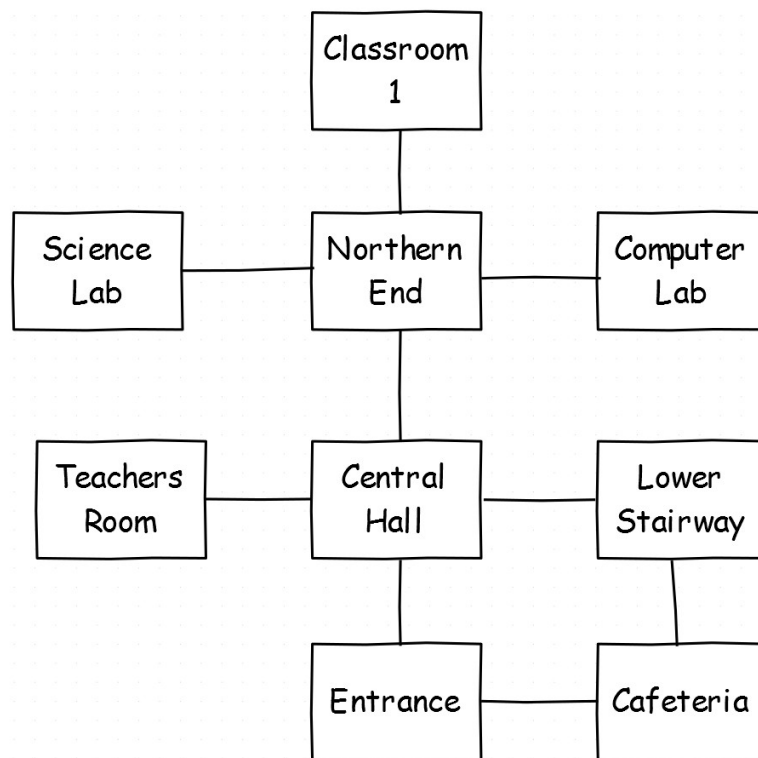 Classroom
1
Science
Lab
Northern
End
Computer
Lab
Teachers
Room
Central
Hall
Lower
Stairway
Entrance
Cafeteria